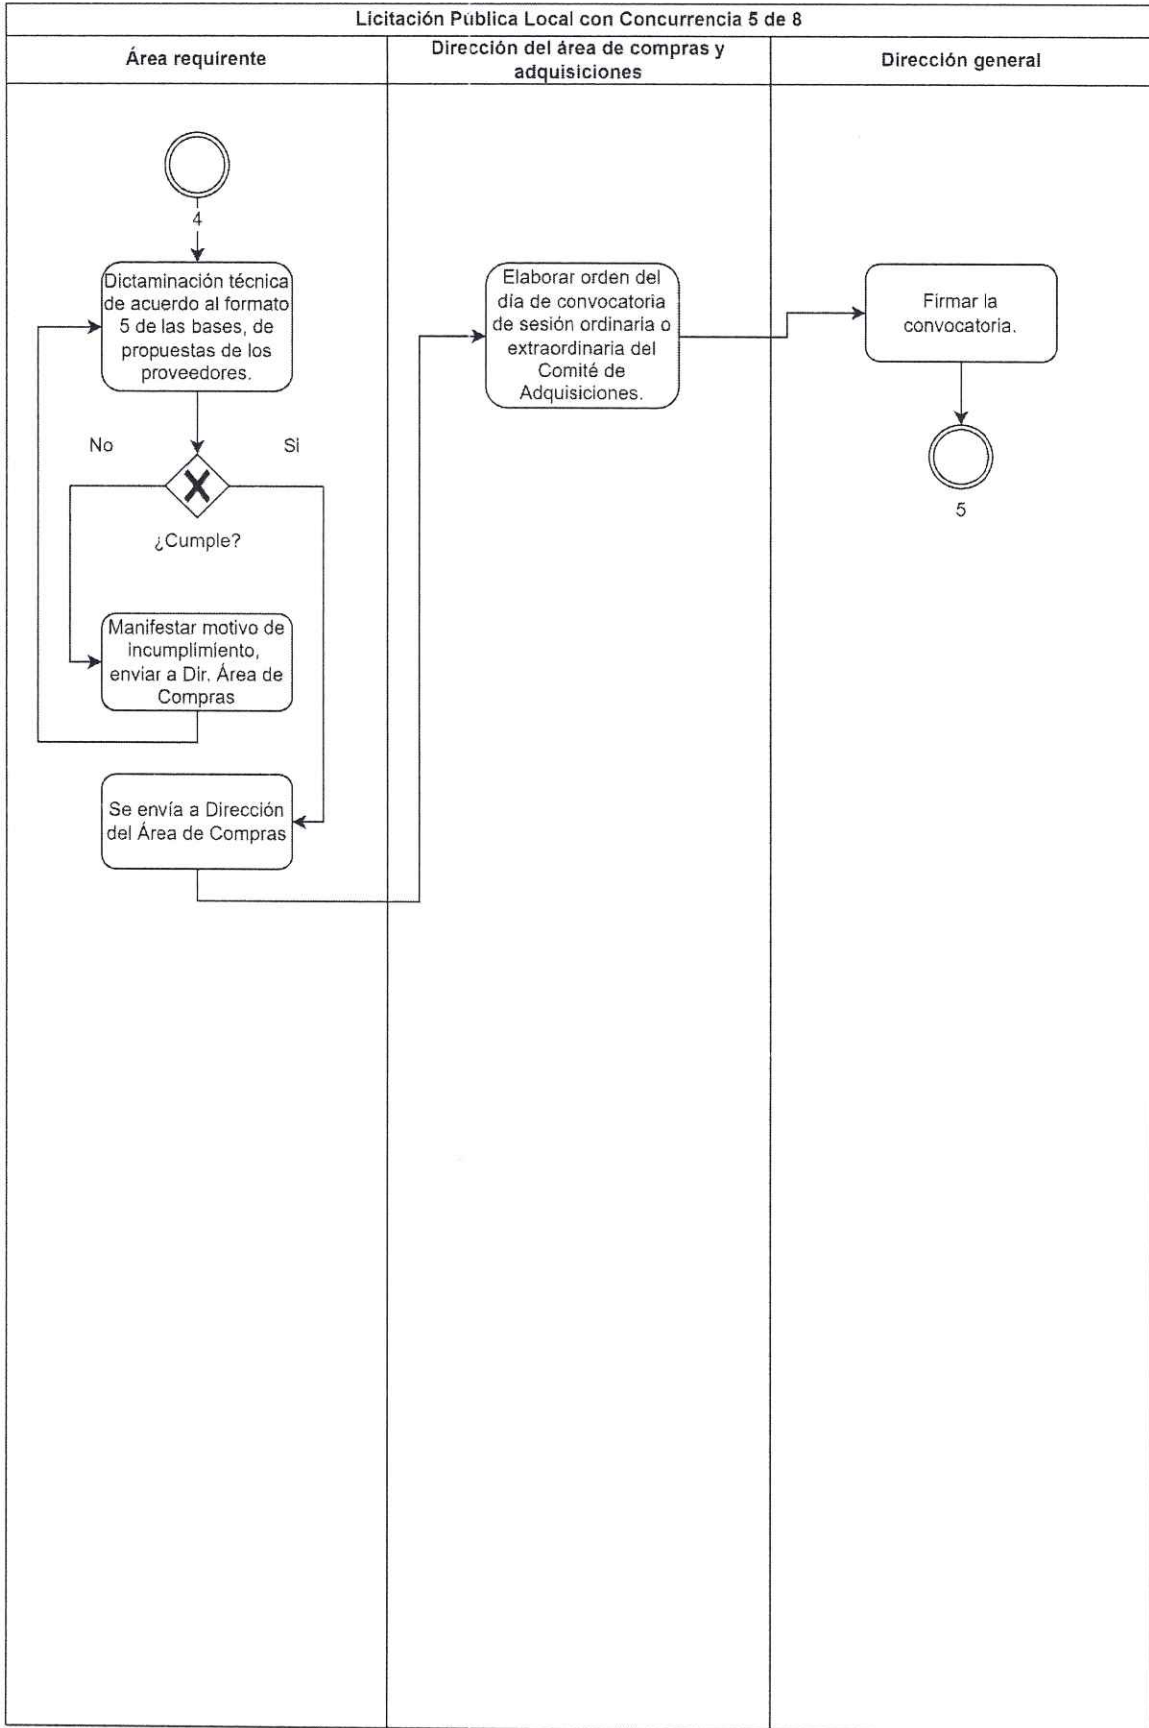 Licitación Pública Local con Concurrencia 5 de 8
Área requirente
Dirección del área de compras y
adquisiciones
Dirección general
4
Dictaminación técnica
de acuerdo al formato
5 de las bases, de
propuestas de los
proveedores.
No
Si
¿Cumple?
Manifestar motivo de
incumplimiento,
enviar a Dir. Área de
Compras
Se envía a Dirección
del Área de Compras
Elaborar orden del
día de convocatoria
de sesión ordinaria o
extraordinaria del
Comité de
Adquisiciones.
Firmar la
convocatoria.
5